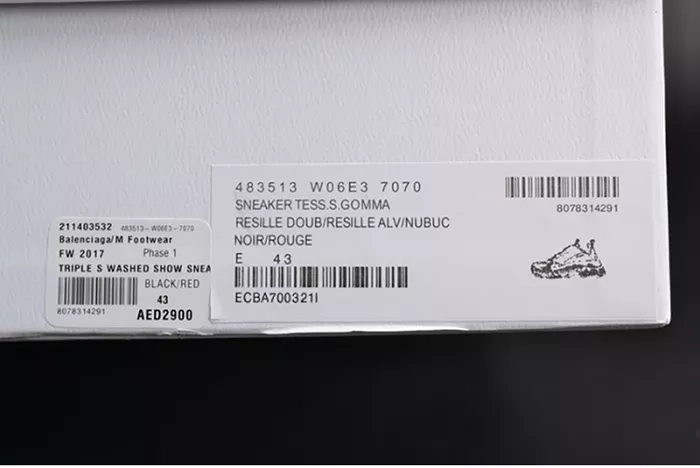 211403532 483513-W06E3-7070
Balenciaga/M Footwear
FW 2017 Phase 1
TRIPLE S WASHED SHOW SNEA
BLACK/RED
43
8078314291
AED2900
483513 W06E3 7070
SNEAKER TESS.S.GOMMA
RESILLE DOUB/RESILLE ALV/NUBUC
NOIR/ROUGE
E 43
ECBA700321I
8078314291